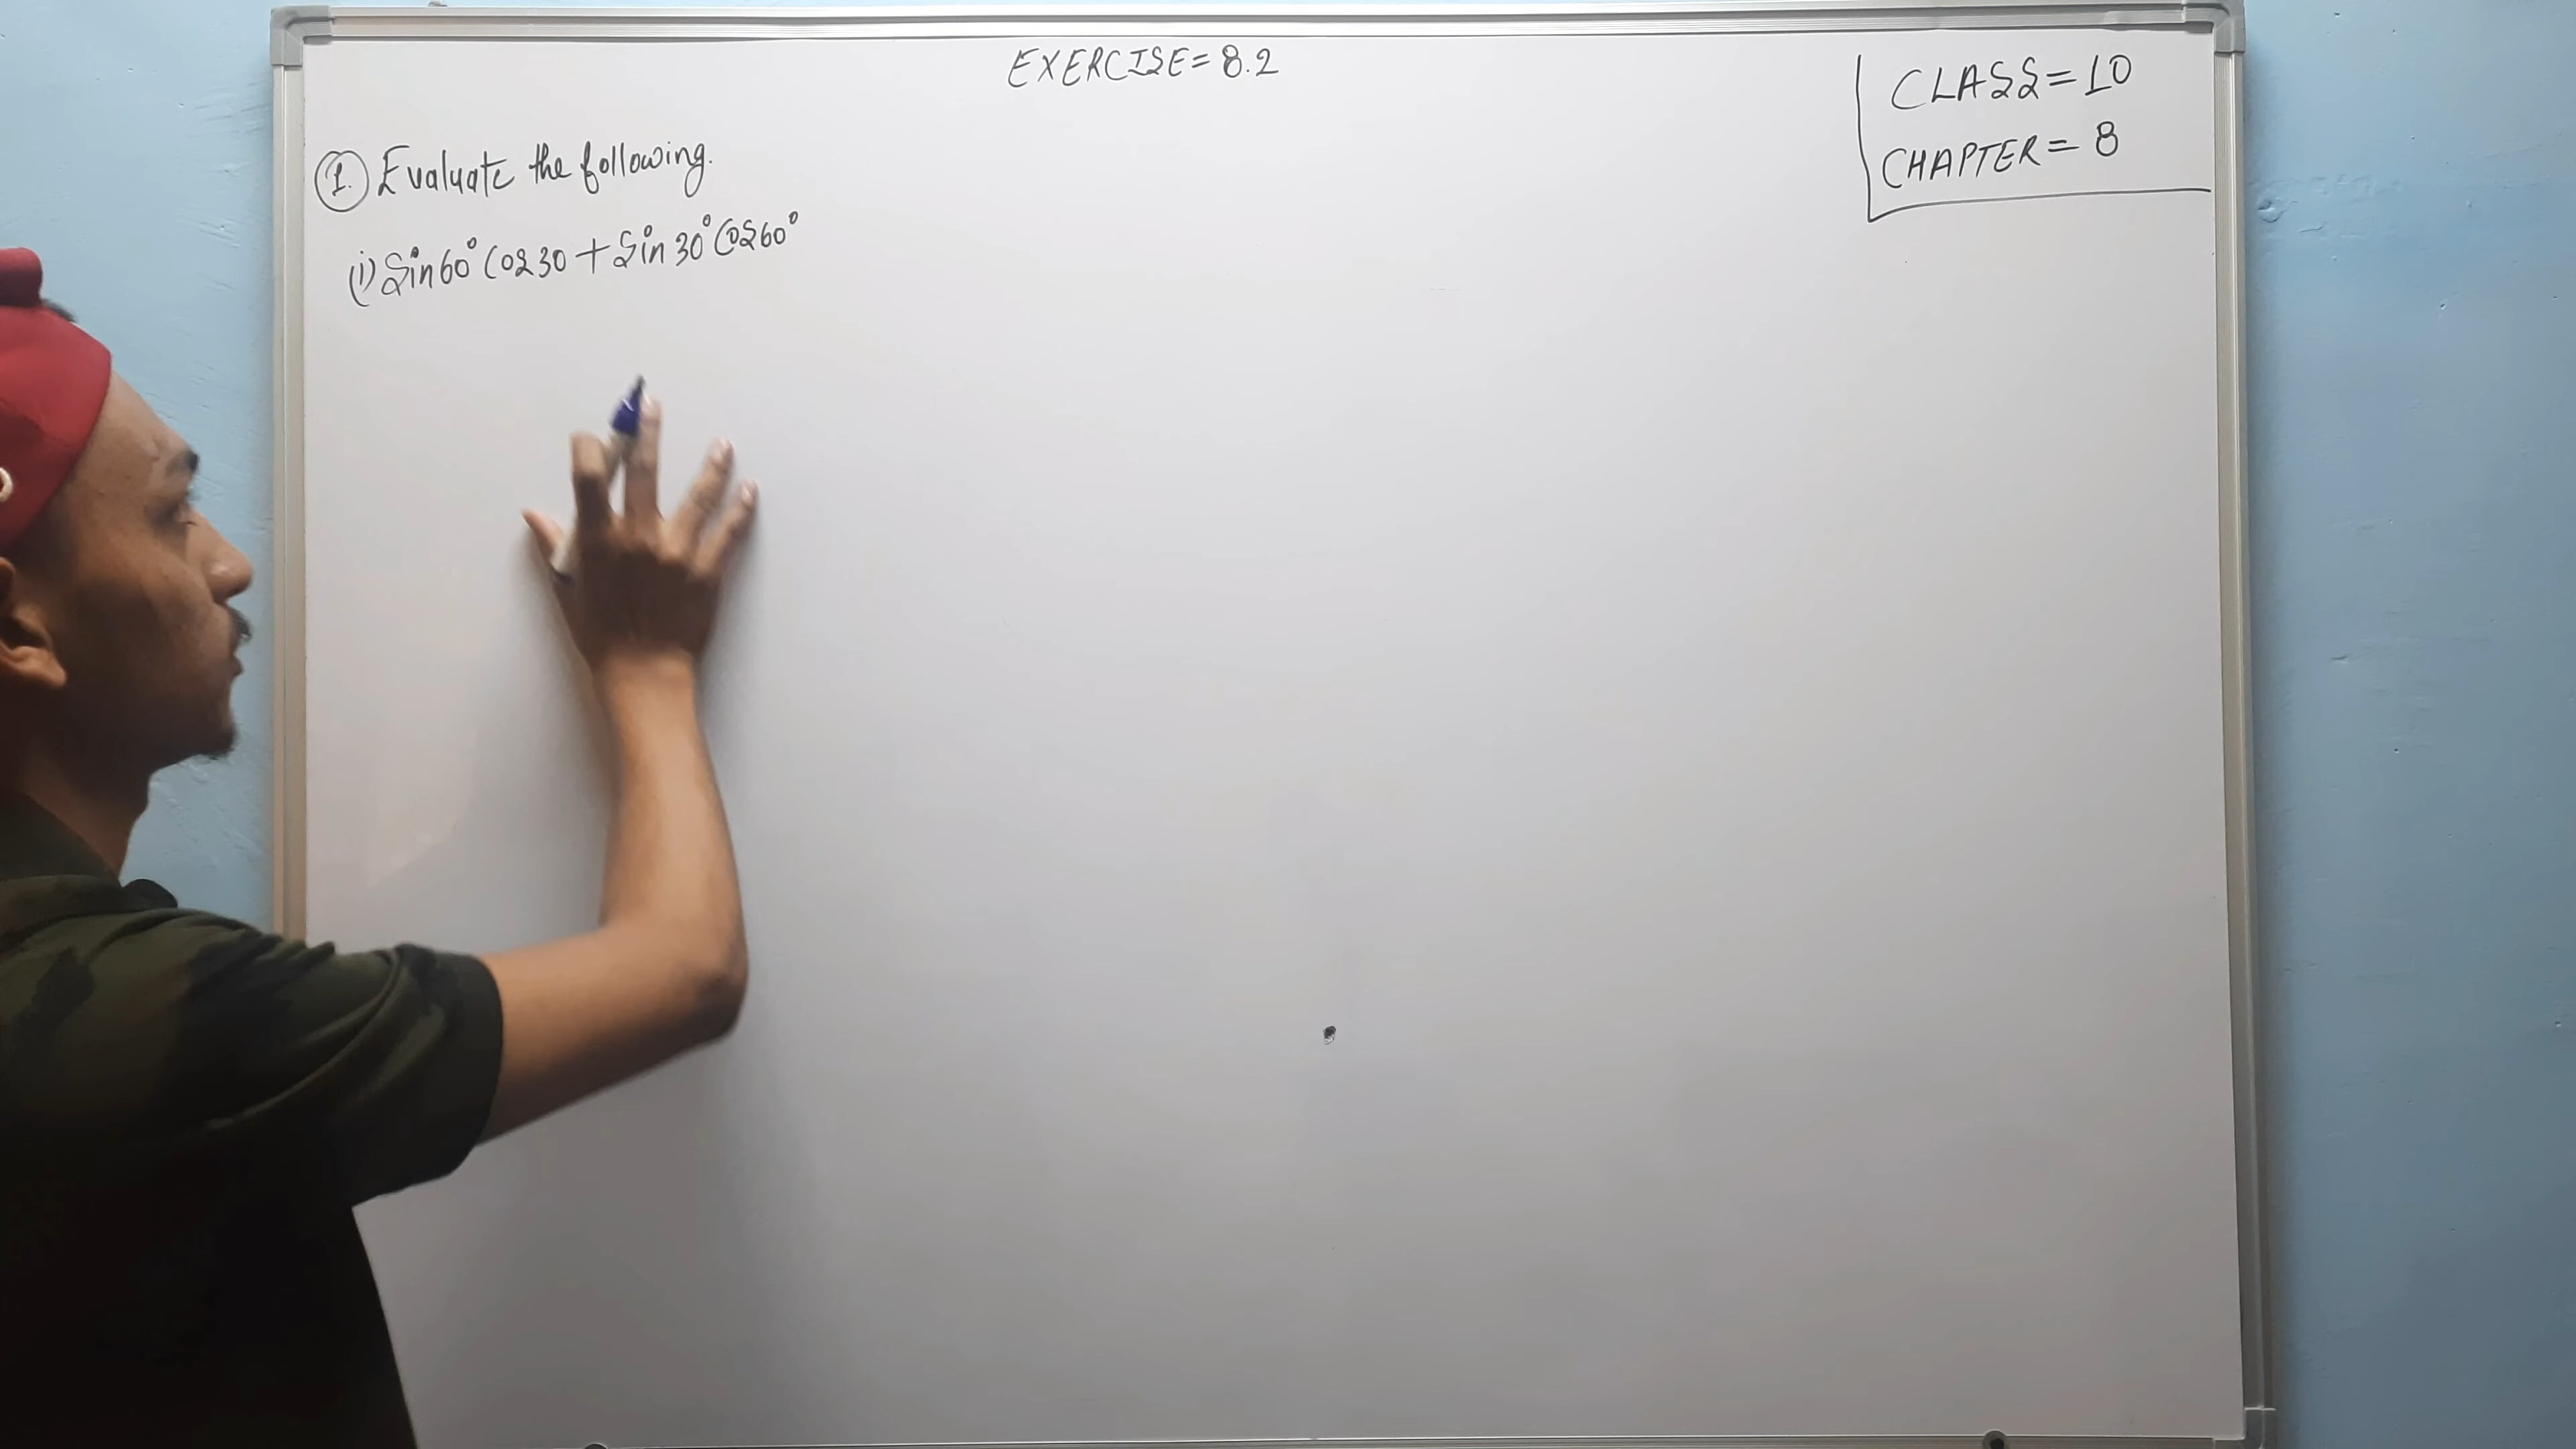 EXERCISE = 8.2
CLASS = 10
CHAPTER = 8
1. Evaluate the following.
(i) Sin 60° Cos 30 + Sin 30° Cos 60°